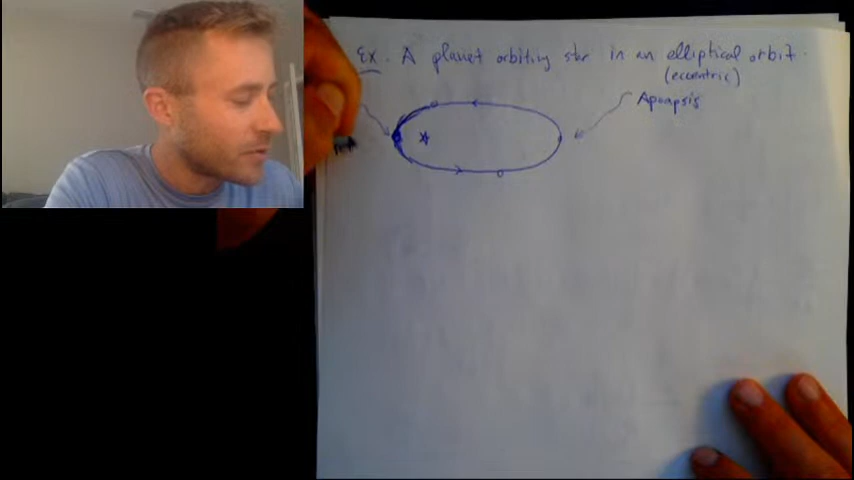 Ex. A planet orbiting star in an elliptical orbit.
(eccentric)
Apoapsis